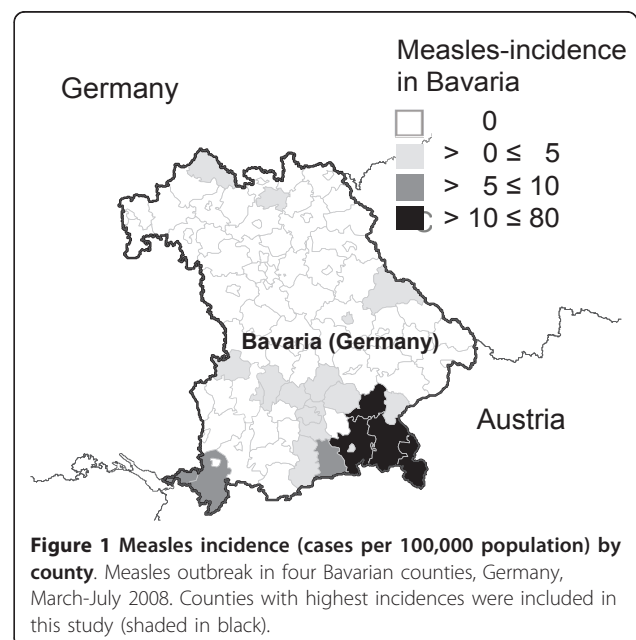 Germany
Measles-incidence
in Bavaria
0
> 0 ≤ 5
> 5 ≤ 10
> 10 ≤ 80
Bavaria (Germany)
Austria
Figure 1 Measles incidence (cases per 100,000 population) by
county. Measles outbreak in four Bavarian counties, Germany,
March-July 2008. Counties with highest incidences were included in
this study (shaded in black).